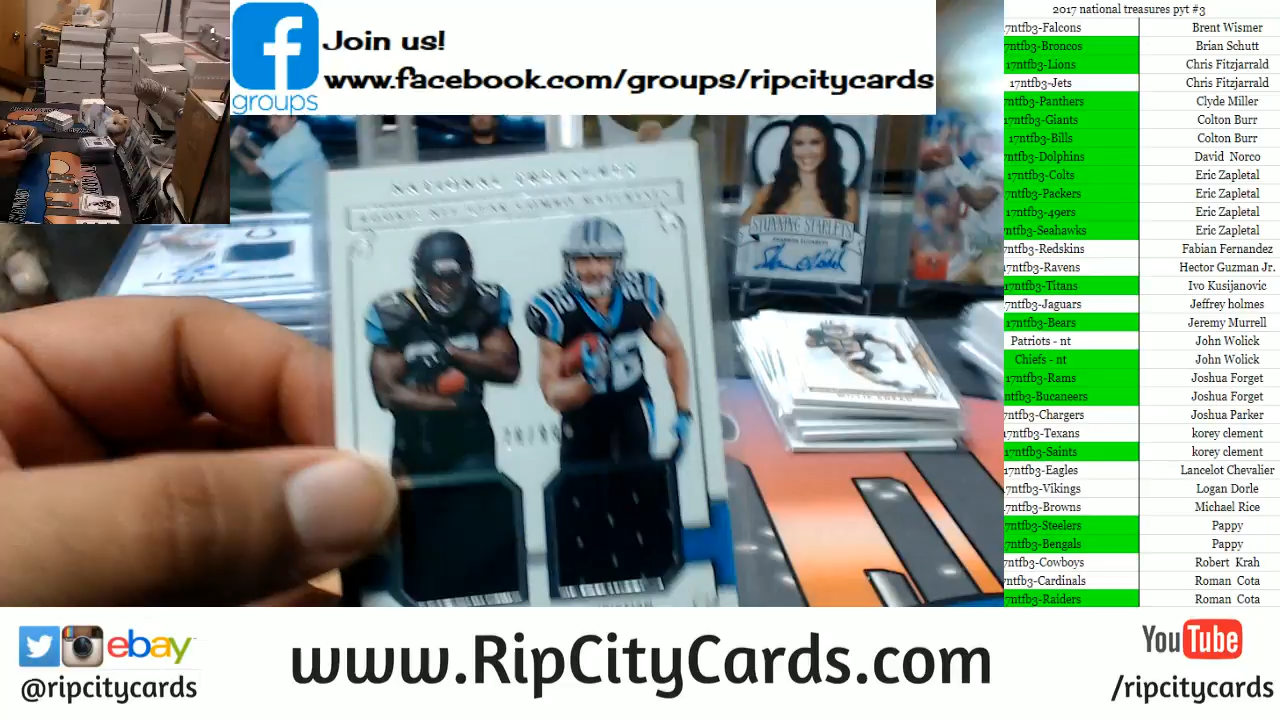 Join us!
www.facebook.com/groups/ripcitycards
groups
NATIONAL TREASURES
STUNNING STARLETS
2017 national treasures pyt #3
17ntfb3-Falcons Brent Wismer
17ntfb3-Broncos Brian Schutt
17ntfb3-Lions Chris Fitzjarrald
17ntfb3-Jets Chris Fitzjarrald
17ntfb3-Panthers Clyde Miller
17ntfb3-Giants Colton Burr
17ntfb3-Bills Colton Burr
17ntfb3-Dolphins David Norco
17ntfb3-Colts Eric Zapletal
17ntfb3-Packers Eric Zapletal
17ntfb3-49ers Eric Zapletal
17ntfb3-Seahawks Eric Zapletal
17ntfb3-Redskins Fabian Fernandez
17ntfb3-Ravens Hector Guzman Jr.
17ntfb3-Titans Ivo Kusijanovic
17ntfb3-Jaguars Jeffrey holmes
17ntfb3-Bears Jeremy Murrell
Patriots - nt John Wolick
Chiefs - nt John Wolick
17ntfb3-Rams Joshua Forget
17ntfb3-Bucaneers Joshua Forget
17ntfb3-Chargers Joshua Parker
17ntfb3-Texans korey clement
17ntfb3-Saints korey clement
17ntfb3-Eagles Lancelot Chevalier
17ntfb3-Vikings Logan Dorle
17ntfb3-Browns Michael Rice
17ntfb3-Steelers Pappy
17ntfb3-Bengals Pappy
17ntfb3-Cowboys Robert Krah
17ntfb3-Cardinals Roman Cota
17ntfb3-Raiders Roman Cota
ebay
@ripcitycards
www.RipCityCards.com
YouTube
/ripcitycards